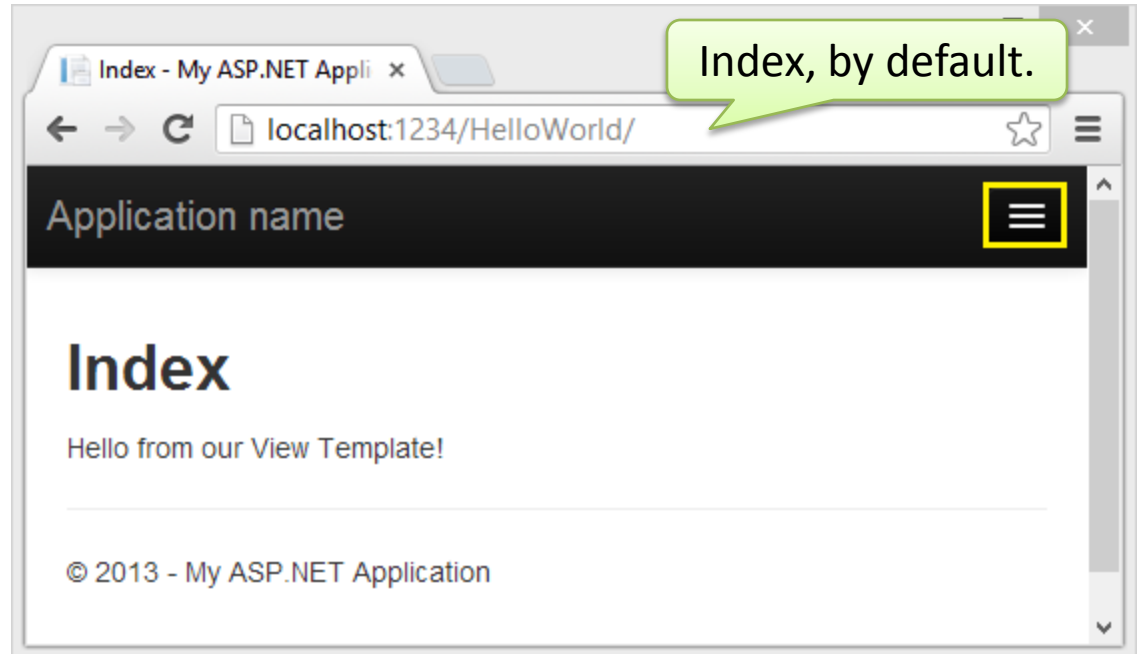 Index, by default.
Index - My ASP.NET Appli
localhost:1234/HelloWorld/
Application name
Index
Hello from our View Template!
© 2013 - My ASP.NET Application